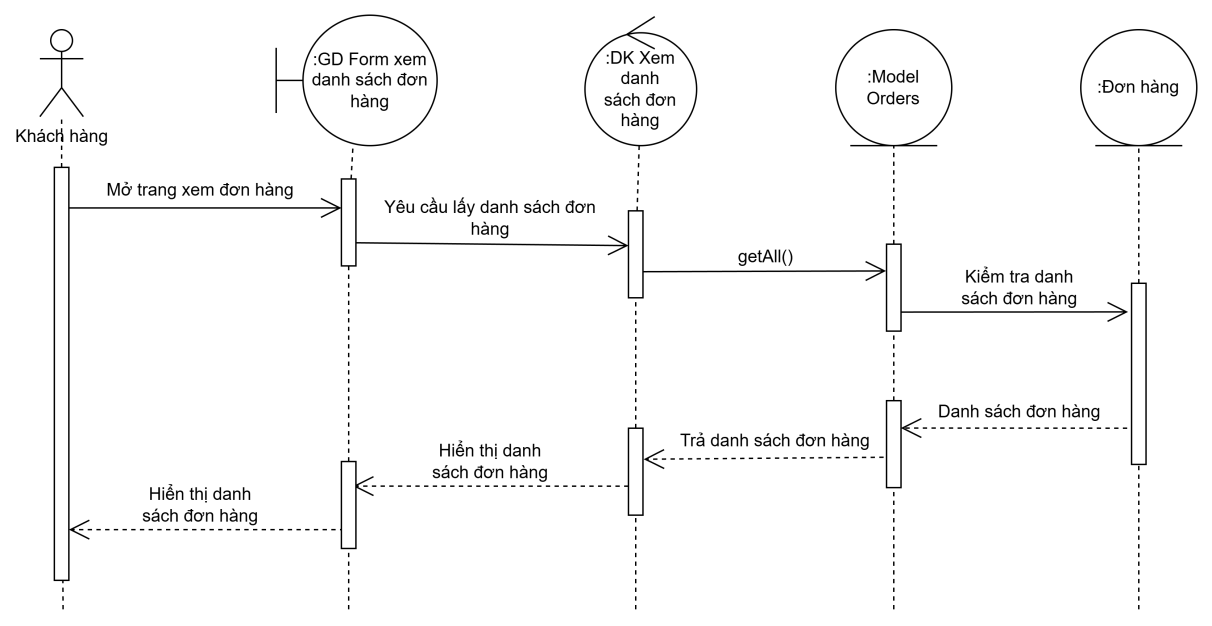 :GD Form xem
danh sách đơn
hàng
:DK Xem
danh
sách đơn
hàng
:Model
Orders
:Đơn hàng
Khách hàng
Mở trang xem đơn hàng
Yêu cầu lấy danh sách đơn
hàng
getAll()
Kiểm tra danh
sách đơn hàng
Danh sách đơn hàng
Trả danh sách đơn hàng
Hiển thị danh
sách đơn hàng
Hiển thị danh
sách đơn hàng